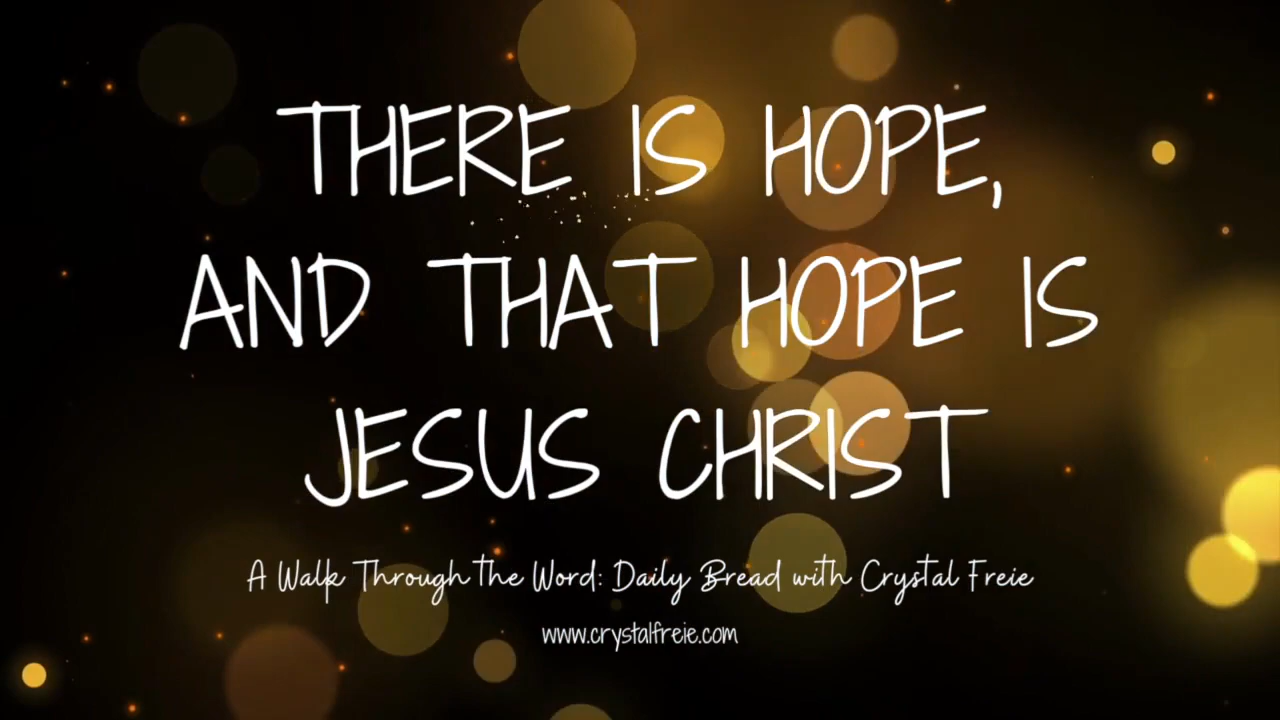 THERE IS HOPE,
AND THAT HOPE IS
JESUS CHRIST
A Walk Through the Word: Daily Bread with Crystal Freie
www.crystalfreie.com